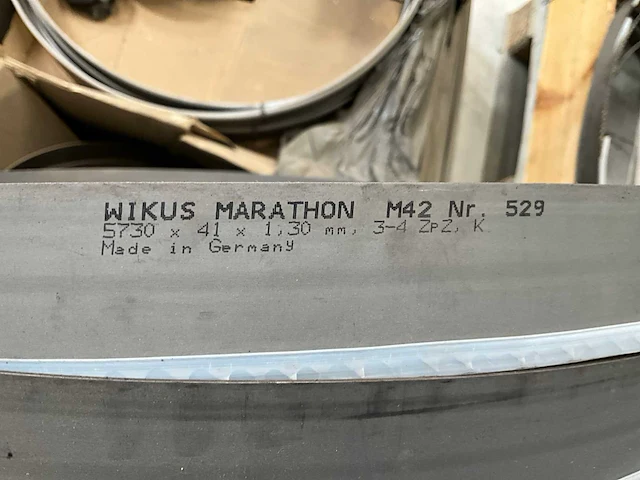 WIKUS MARATHON M42 Nr. 529
5730 x 41 x 1,30 mm, 3-4 ZpZ, K
Made in Germany